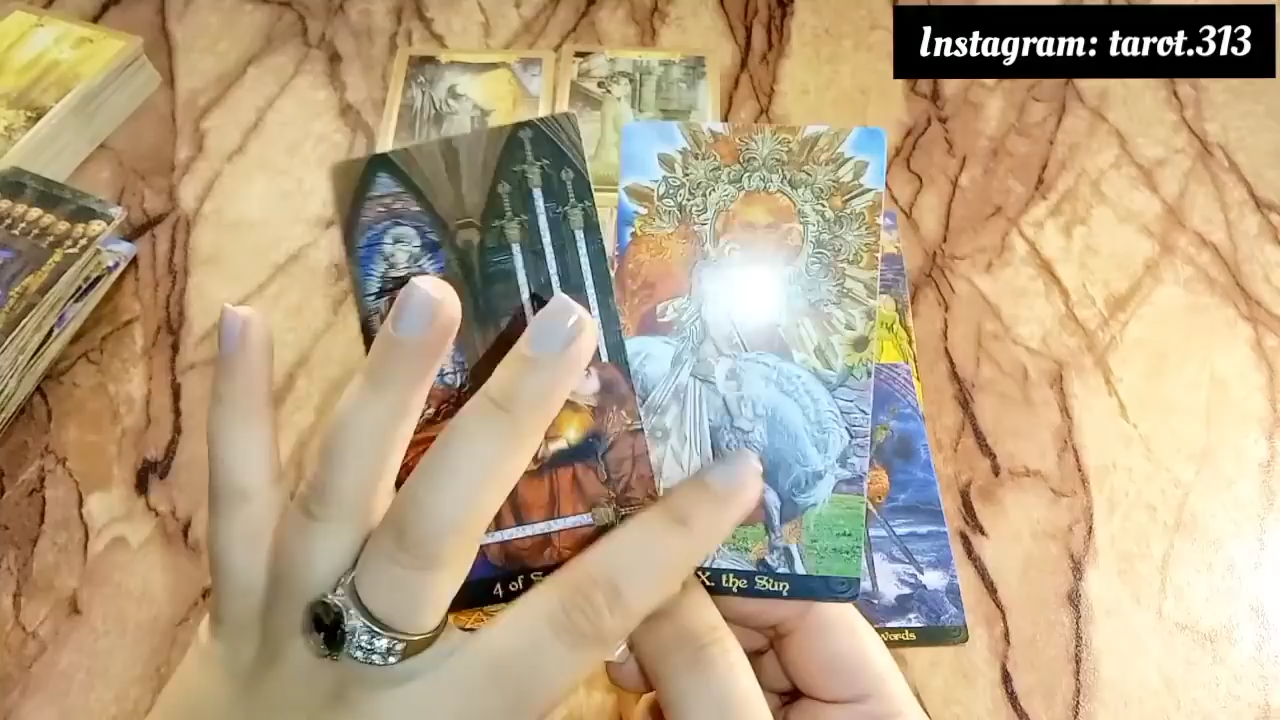 Instagram: tarot.313
4 of S
X. the Sun
words